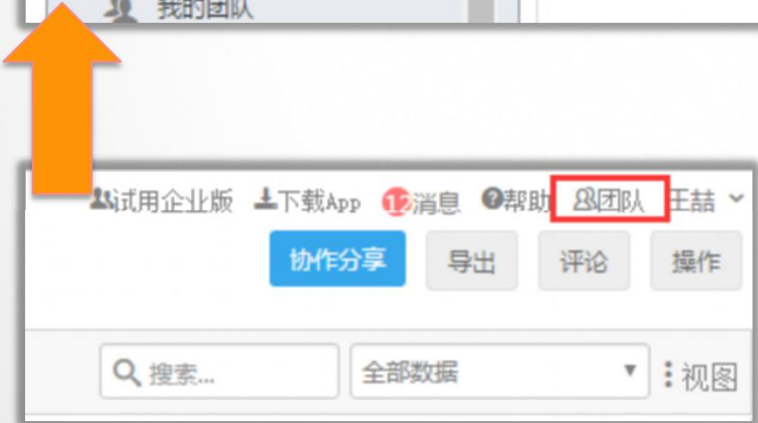 我的团队
试用企业版 下载App 12消息 帮助 团队 王喆
协作分享 导出 评论 操作
搜索... 全部数据 视图